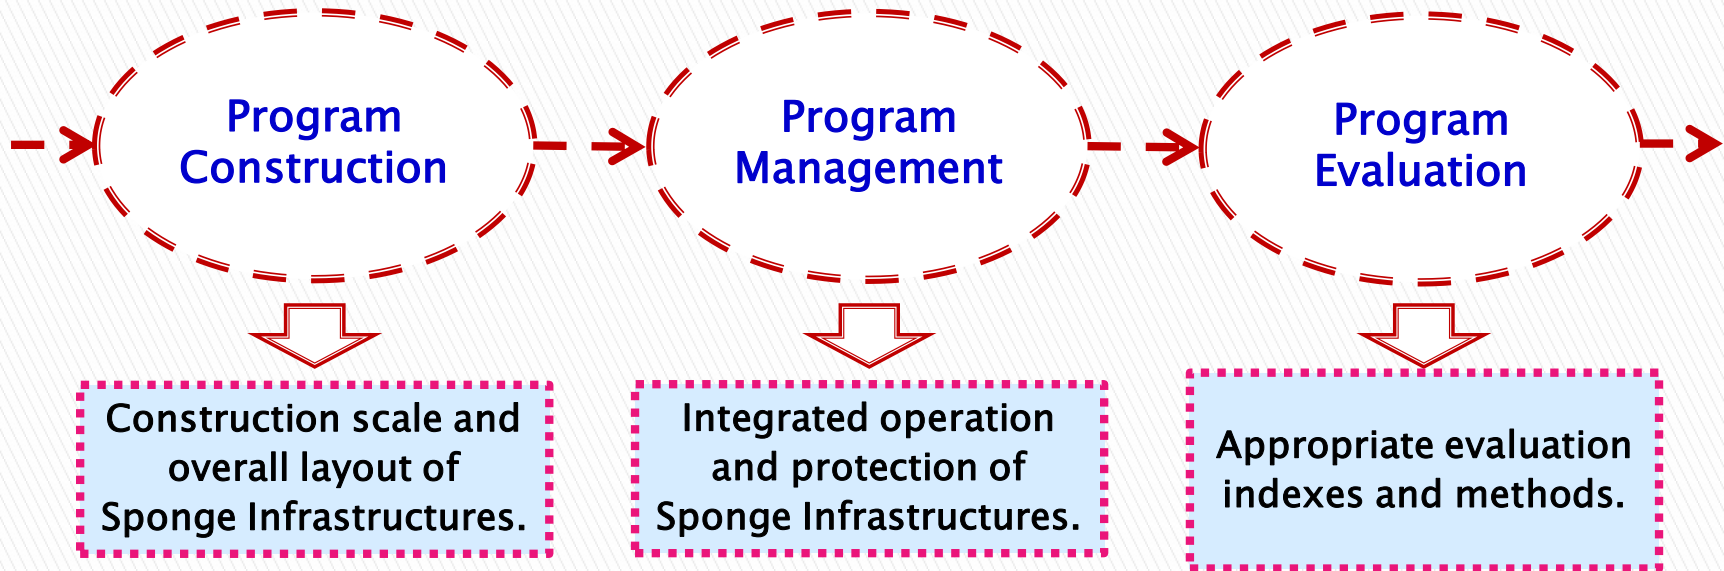 Program
Construction
Program
Management
Program
Evaluation
Construction scale and
overall layout of
Sponge Infrastructures.
Integrated operation
and protection of
Sponge Infrastructures.
Appropriate evaluation
indexes and methods.